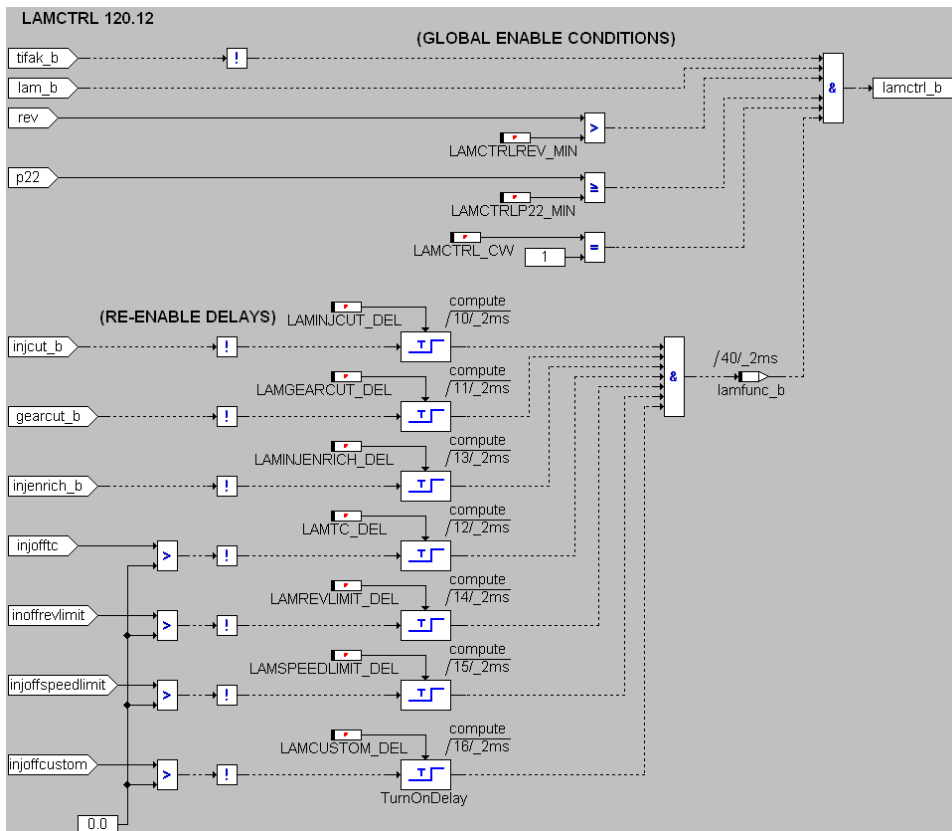 LAMCTRL 120.12
(GLOBAL ENABLE CONDITIONS)
tifak_b
!
lam_b
&
lamctrl_b
rev
>
LAMCTRLREV_MIN
p22
≥
LAMCTRLP22_MIN
LAMCTRL_CW
1
=
(RE-ENABLE DELAYS)
LAMINJCUT_DEL
compute
/10/_2ms
injcut_b
!
T
/40/_2ms
LAMGEARCUT_DEL
compute
/11/_2ms
&
lamfunc_b
gearcut_b
!
T
LAMINJENRICH_DEL
compute
/13/_2ms
injenrich_b
!
T
LAMTC_DEL
compute
/12/_2ms
injofftc
>
!
T
LAMREVLIMIT_DEL
compute
/14/_2ms
inoffrevlimit
>
!
T
LAMSPEEDLIMIT_DEL
compute
/15/_2ms
injoffspeedlimit
>
!
T
LAMCUSTOM_DEL
compute
/16/_2ms
injoffcustom
>
!
T
TurnOnDelay
0.0